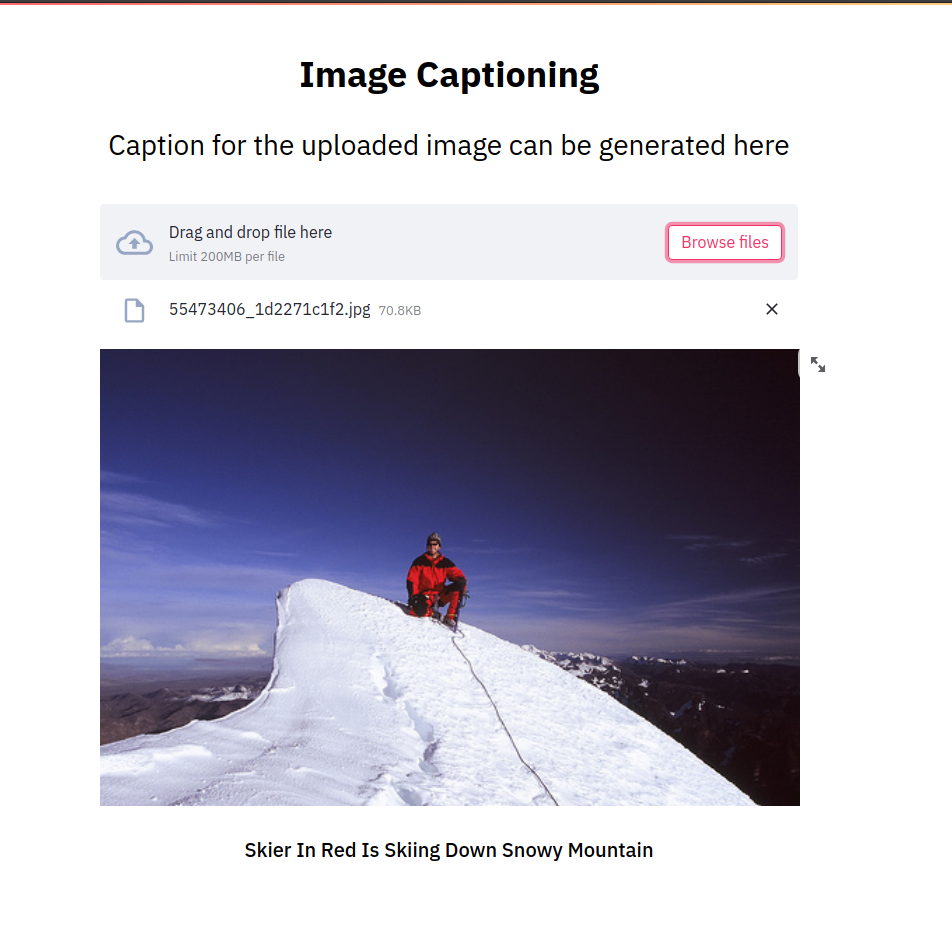 Image Captioning
Caption for the uploaded image can be generated here
Drag and drop file here
Limit 200MB per file
Browse files
55473406_1d2271c1f2.jpg 70.8KB
Skier In Red Is Skiing Down Snowy Mountain